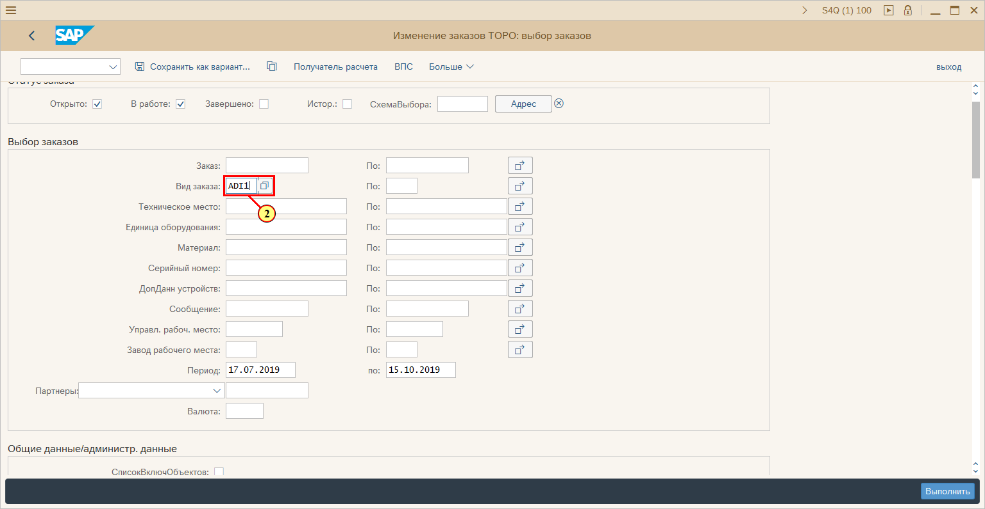 S4Q (1) 100
SAP Изменение заказов ТОРО: выбор заказов
Сохранить как вариант... Получатель расчета ВПС Больше выход
Статус заказа
Открыто: В работе: Завершено: Истор.: СхемаВыбора: Адрес
Выбор заказов
Заказ: По:
Вид заказа: ADI1 По:
2
Техническое место: По:
Единица оборудования: По:
Материал: По:
Серийный номер: По:
ДопДанн устройств: По:
Сообщение: По:
Управл. рабоч. место: По:
Завод рабочего места: По:
Период: 17.07.2019 по: 15.10.2019
Партнеры:
Валюта:
Общие данные/администр. данные
СписокВключОбъектов:
Выполнить